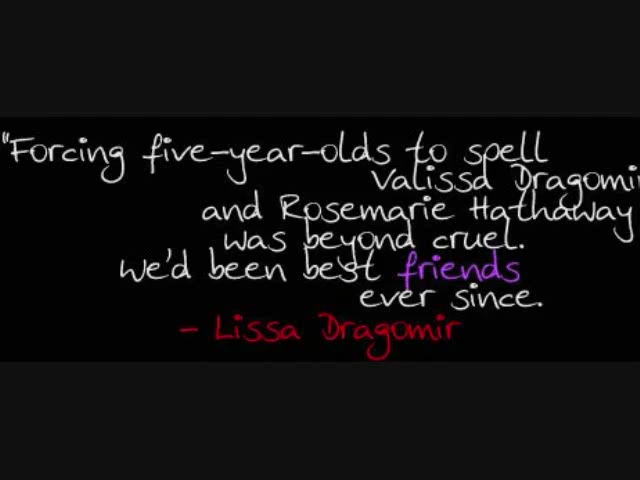 "Forcing five-year-olds to spell
Valissa Dragomir
and Rosemarie Hathaway
was beyond cruel.
we'd been best friends
ever since.
- Lissa Dragomir